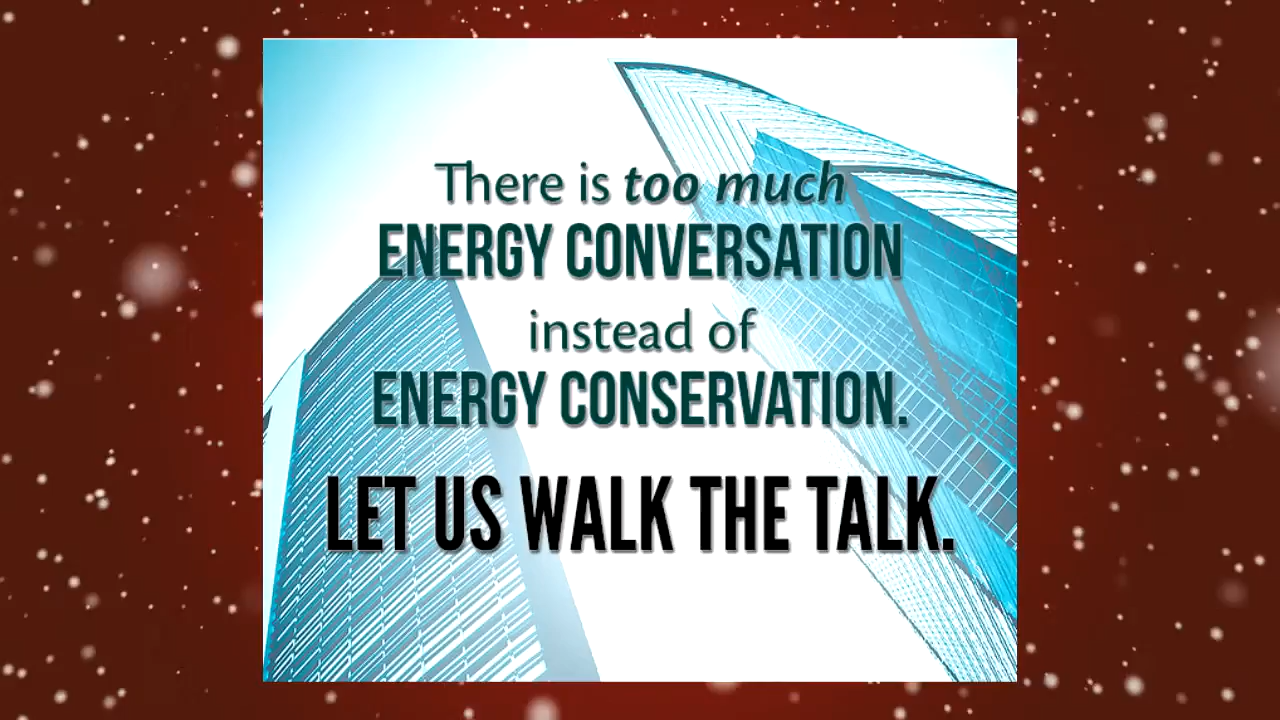 There is too much
ENERGY CONVERSATION
instead of
ENERGY CONSERVATION.
LET US WALK THE TALK.